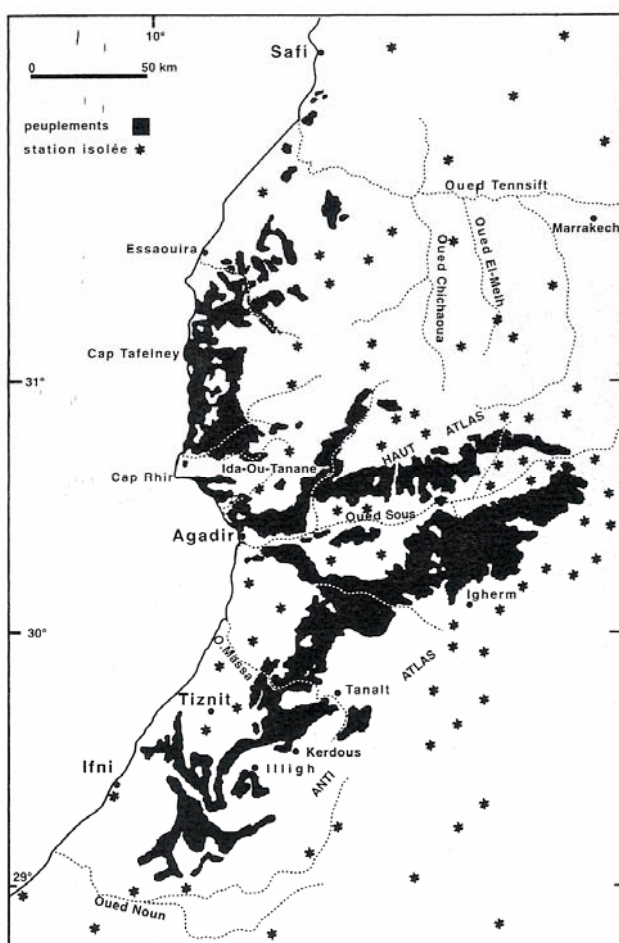 10°
Safi
0 50 km
peuplements
station isolée
Oued Tennsift
Marrakech
Essaouira
Oued Chichaoua
Oued El-Melh
Cap Tafelney
31°
HAUT ATLAS
Ida-Ou-Tanane
Cap Rhir
Oued Sous
Agadir
Igherm
30°
O Massa
ATLAS
Tanalt
Tiznit
Kerdous
Illigh
Ifni
ANTI
29°
Oued Noun